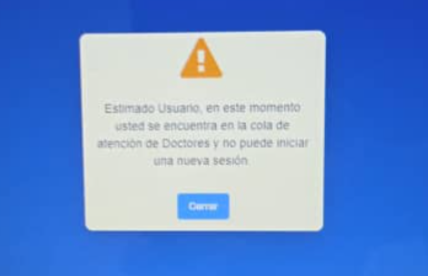 Estimado Usuario, en este momento
usted se encuentra en la cola de
atención de Doctores y no puede iniciar
una nueva sesión.
Cerrar